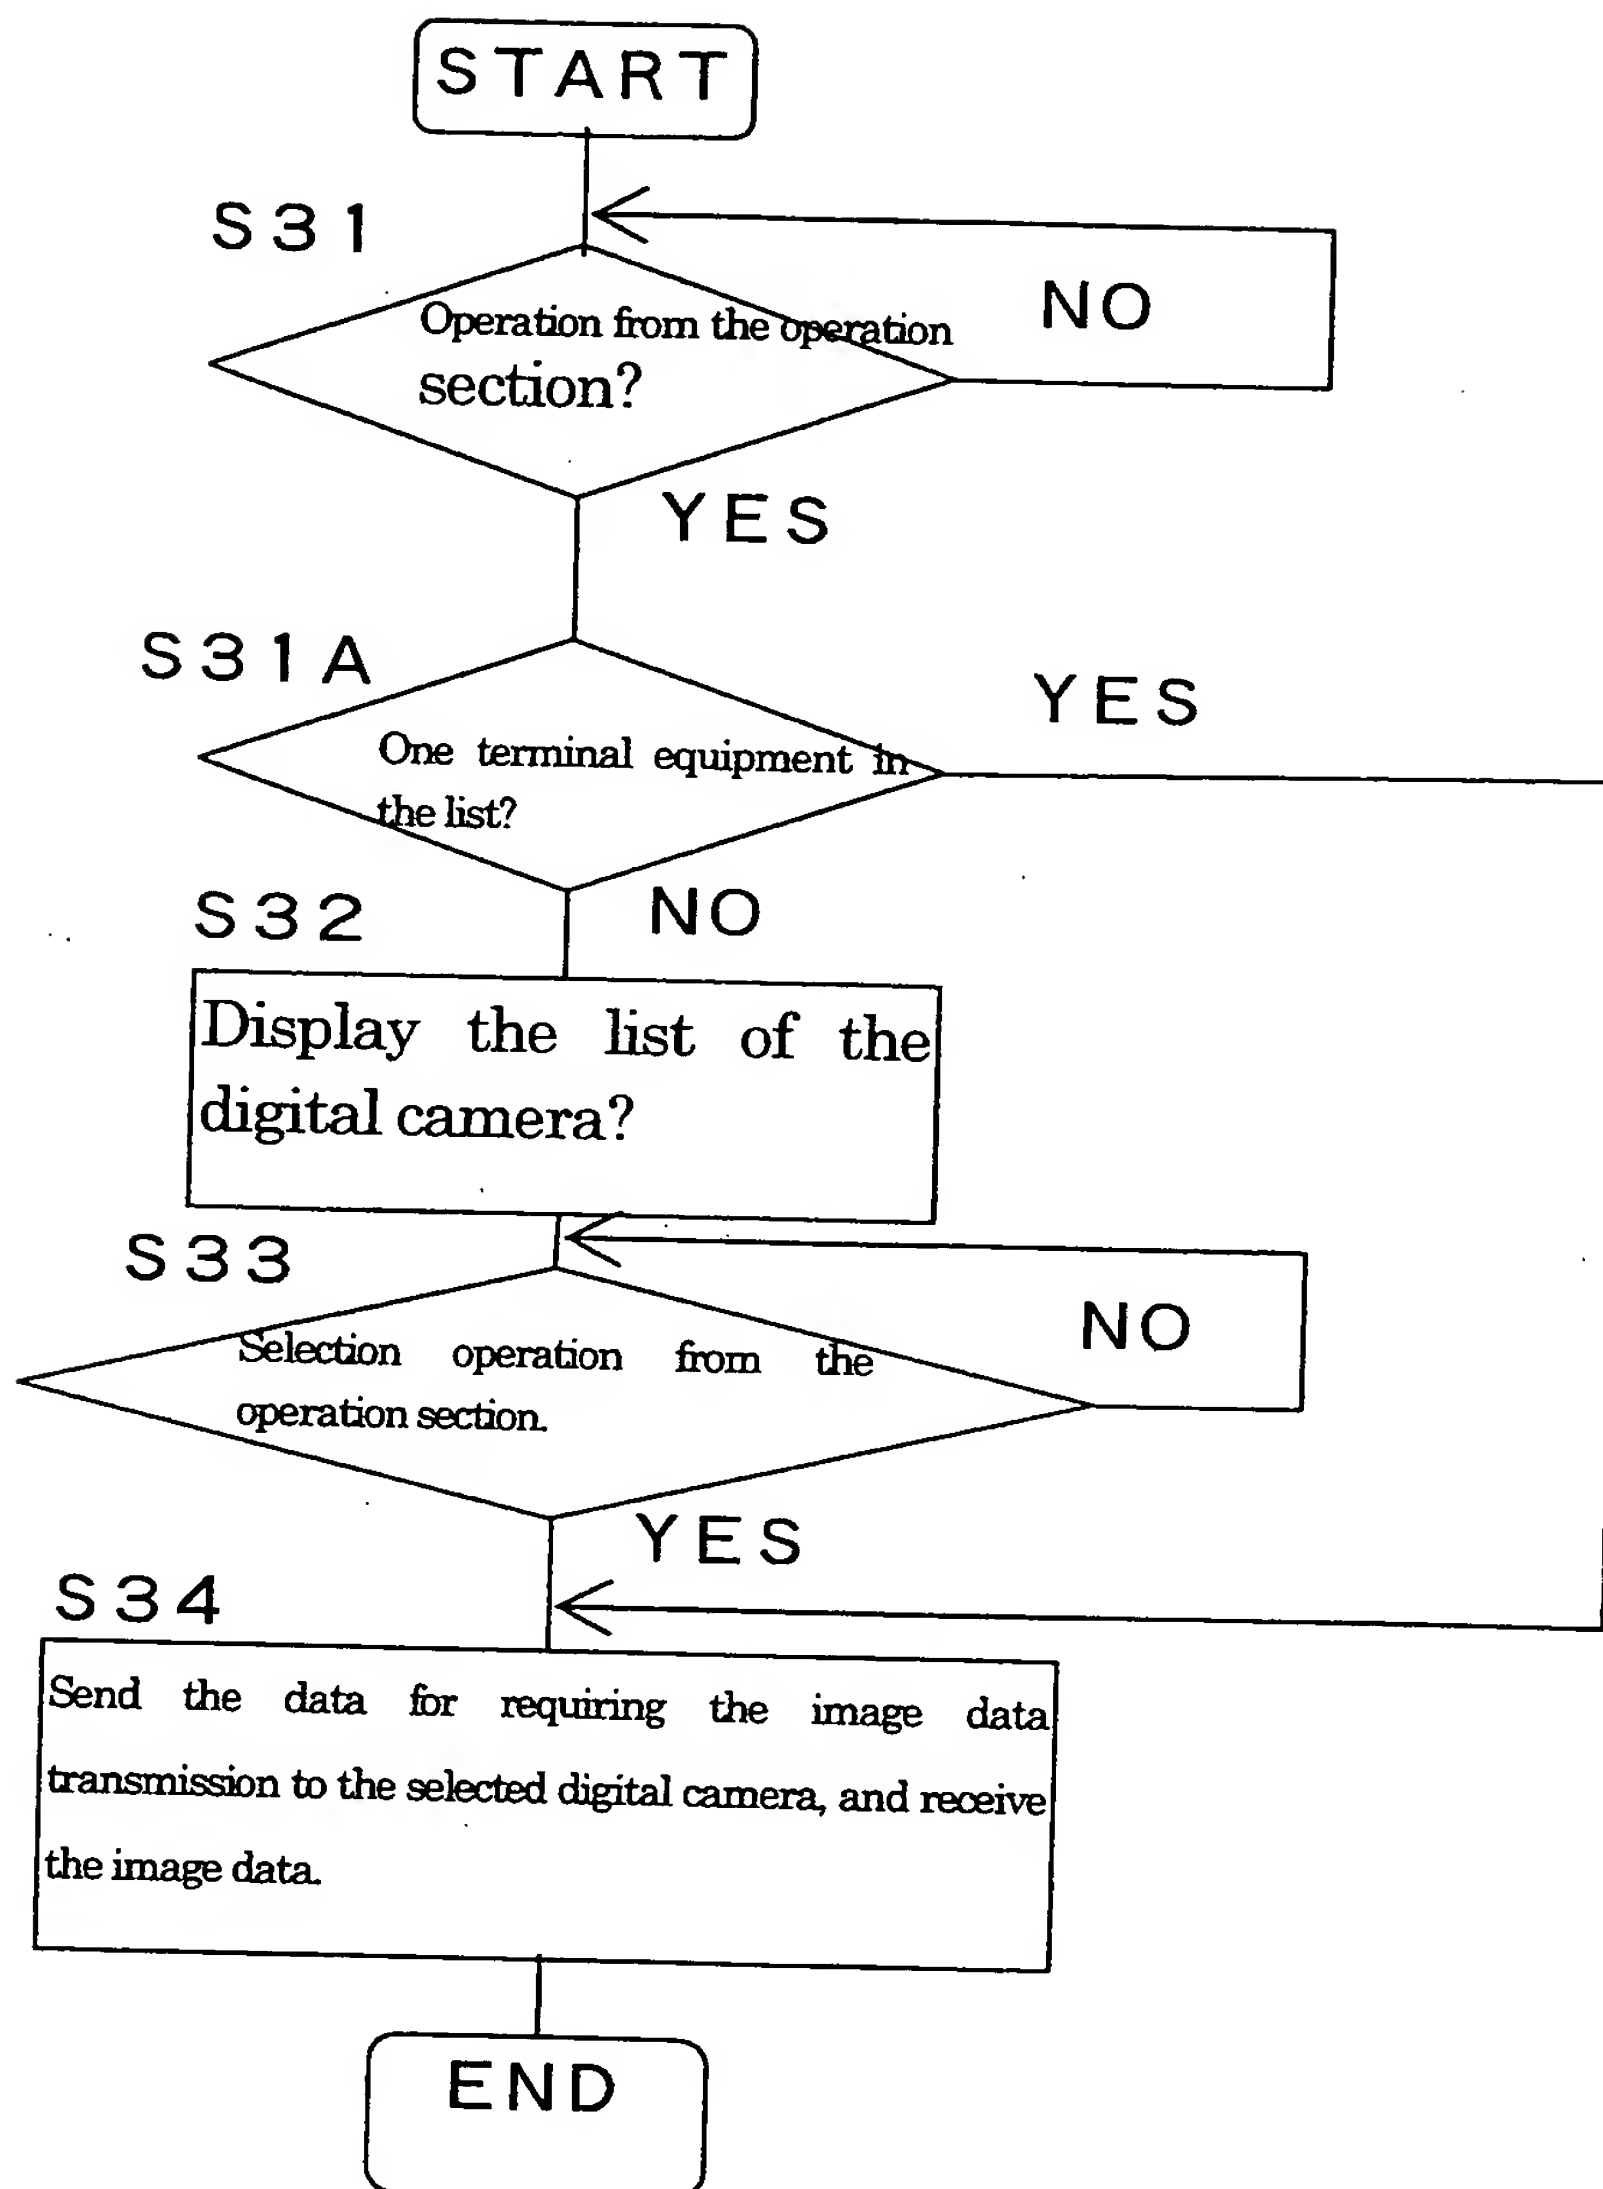 START
S31
Operation from the operation
section?
NO
YES
S31A
One terminal equipment in
the list?
YES
NO
S32
Display the list of the
digital camera?
S33
Selection operation from the
operation section.
NO
YES
S34
Send the data for requiring the image data
transmission to the selected digital camera, and receive
the image data.
END